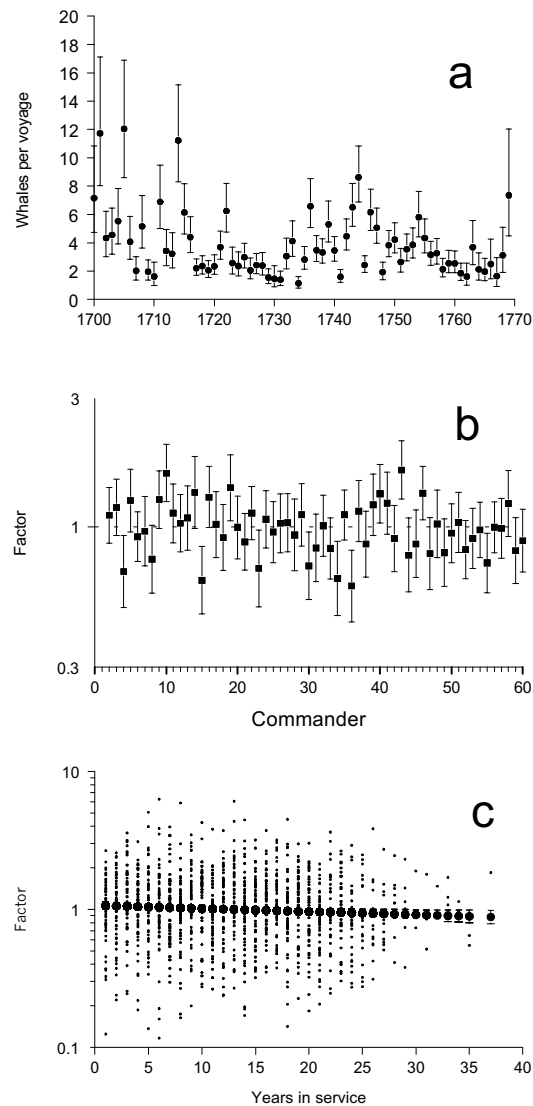 20
18
16
14
12
10
8
6
4
2
0
Whales per voyage
a
1700 1710 1720 1730 1740 1750 1760 1770
3
1
0.3
Factor
b
0 10 20 30 40 50 60
Commander
10
1
0.1
Factor
c
0 5 10 15 20 25 30 35 40
Years in service